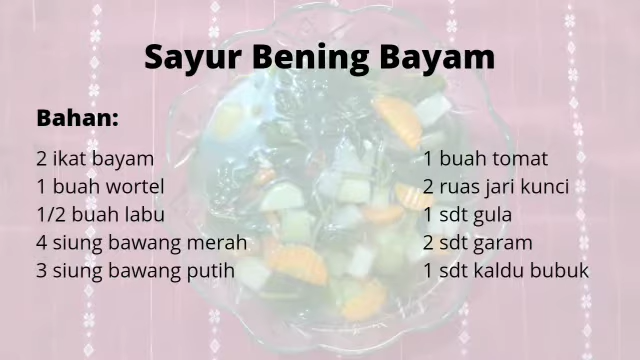 Sayur Bening Bayam
Bahan:
2 ikat bayam
1 buah wortel
1/2 buah labu
4 siung bawang merah
3 siung bawang putih
1 buah tomat
2 ruas jari kunci
1 sdt gula
2 sdt garam
1 sdt kaldu bubuk